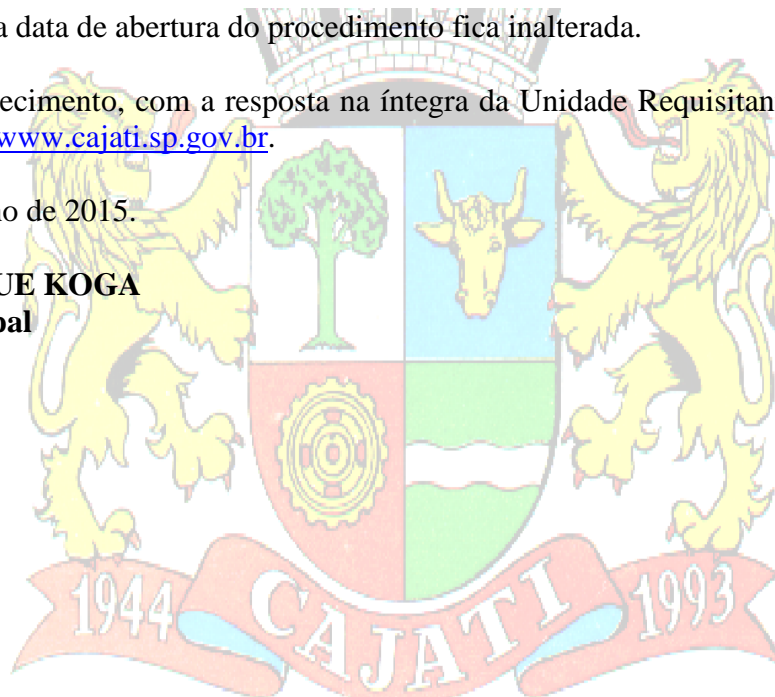 a data de abertura do procedimento fica inalterada.
ecimento, com a resposta na íntegra da Unidade Requisitan
www.cajati.sp.gov.br.
o de 2015.
UE KOGA
pal
1944 CAJATI 1993